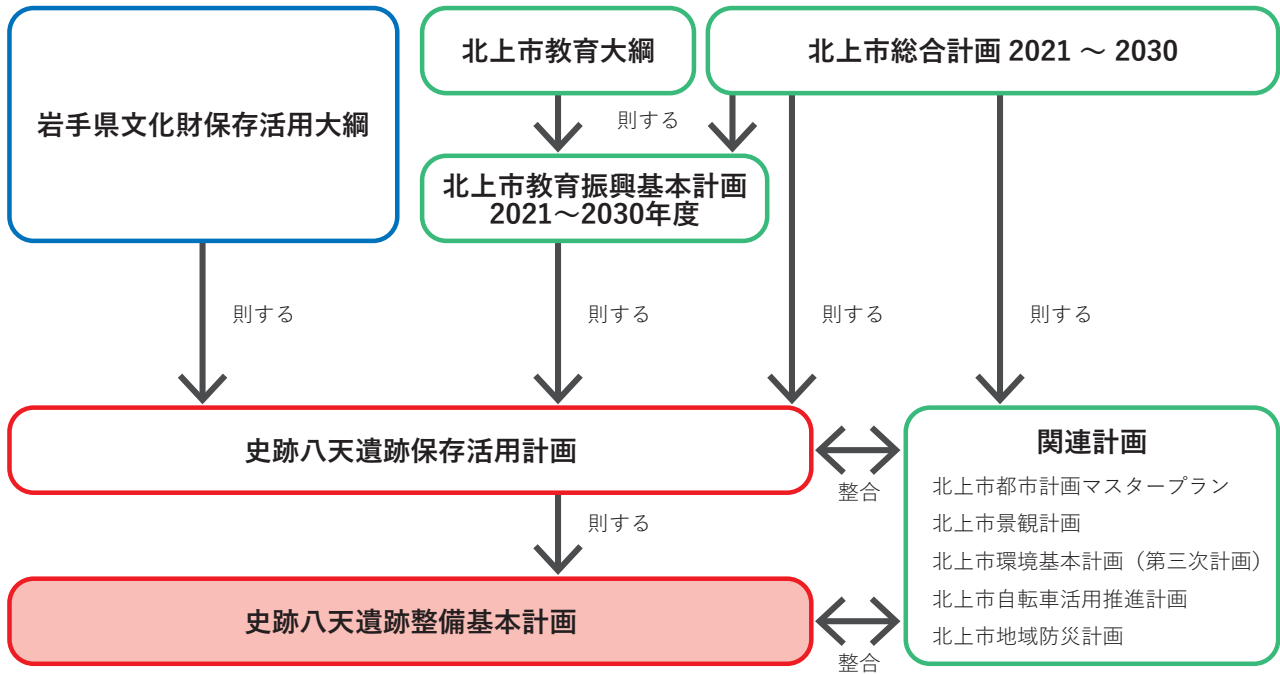 岩手県文化財保存活用大綱
北上市教育大綱
北上市総合計画 2021 ～ 2030
則する
北上市教育振興基本計画
2021～2030年度
則する
則する
則する
則する
史跡八天遺跡保存活用計画
整合
則する
史跡八天遺跡整備基本計画
整合
関連計画
北上市都市計画マスタープラン
北上市景観計画
北上市環境基本計画（第三次計画）
北上市自転車活用推進計画
北上市地域防災計画